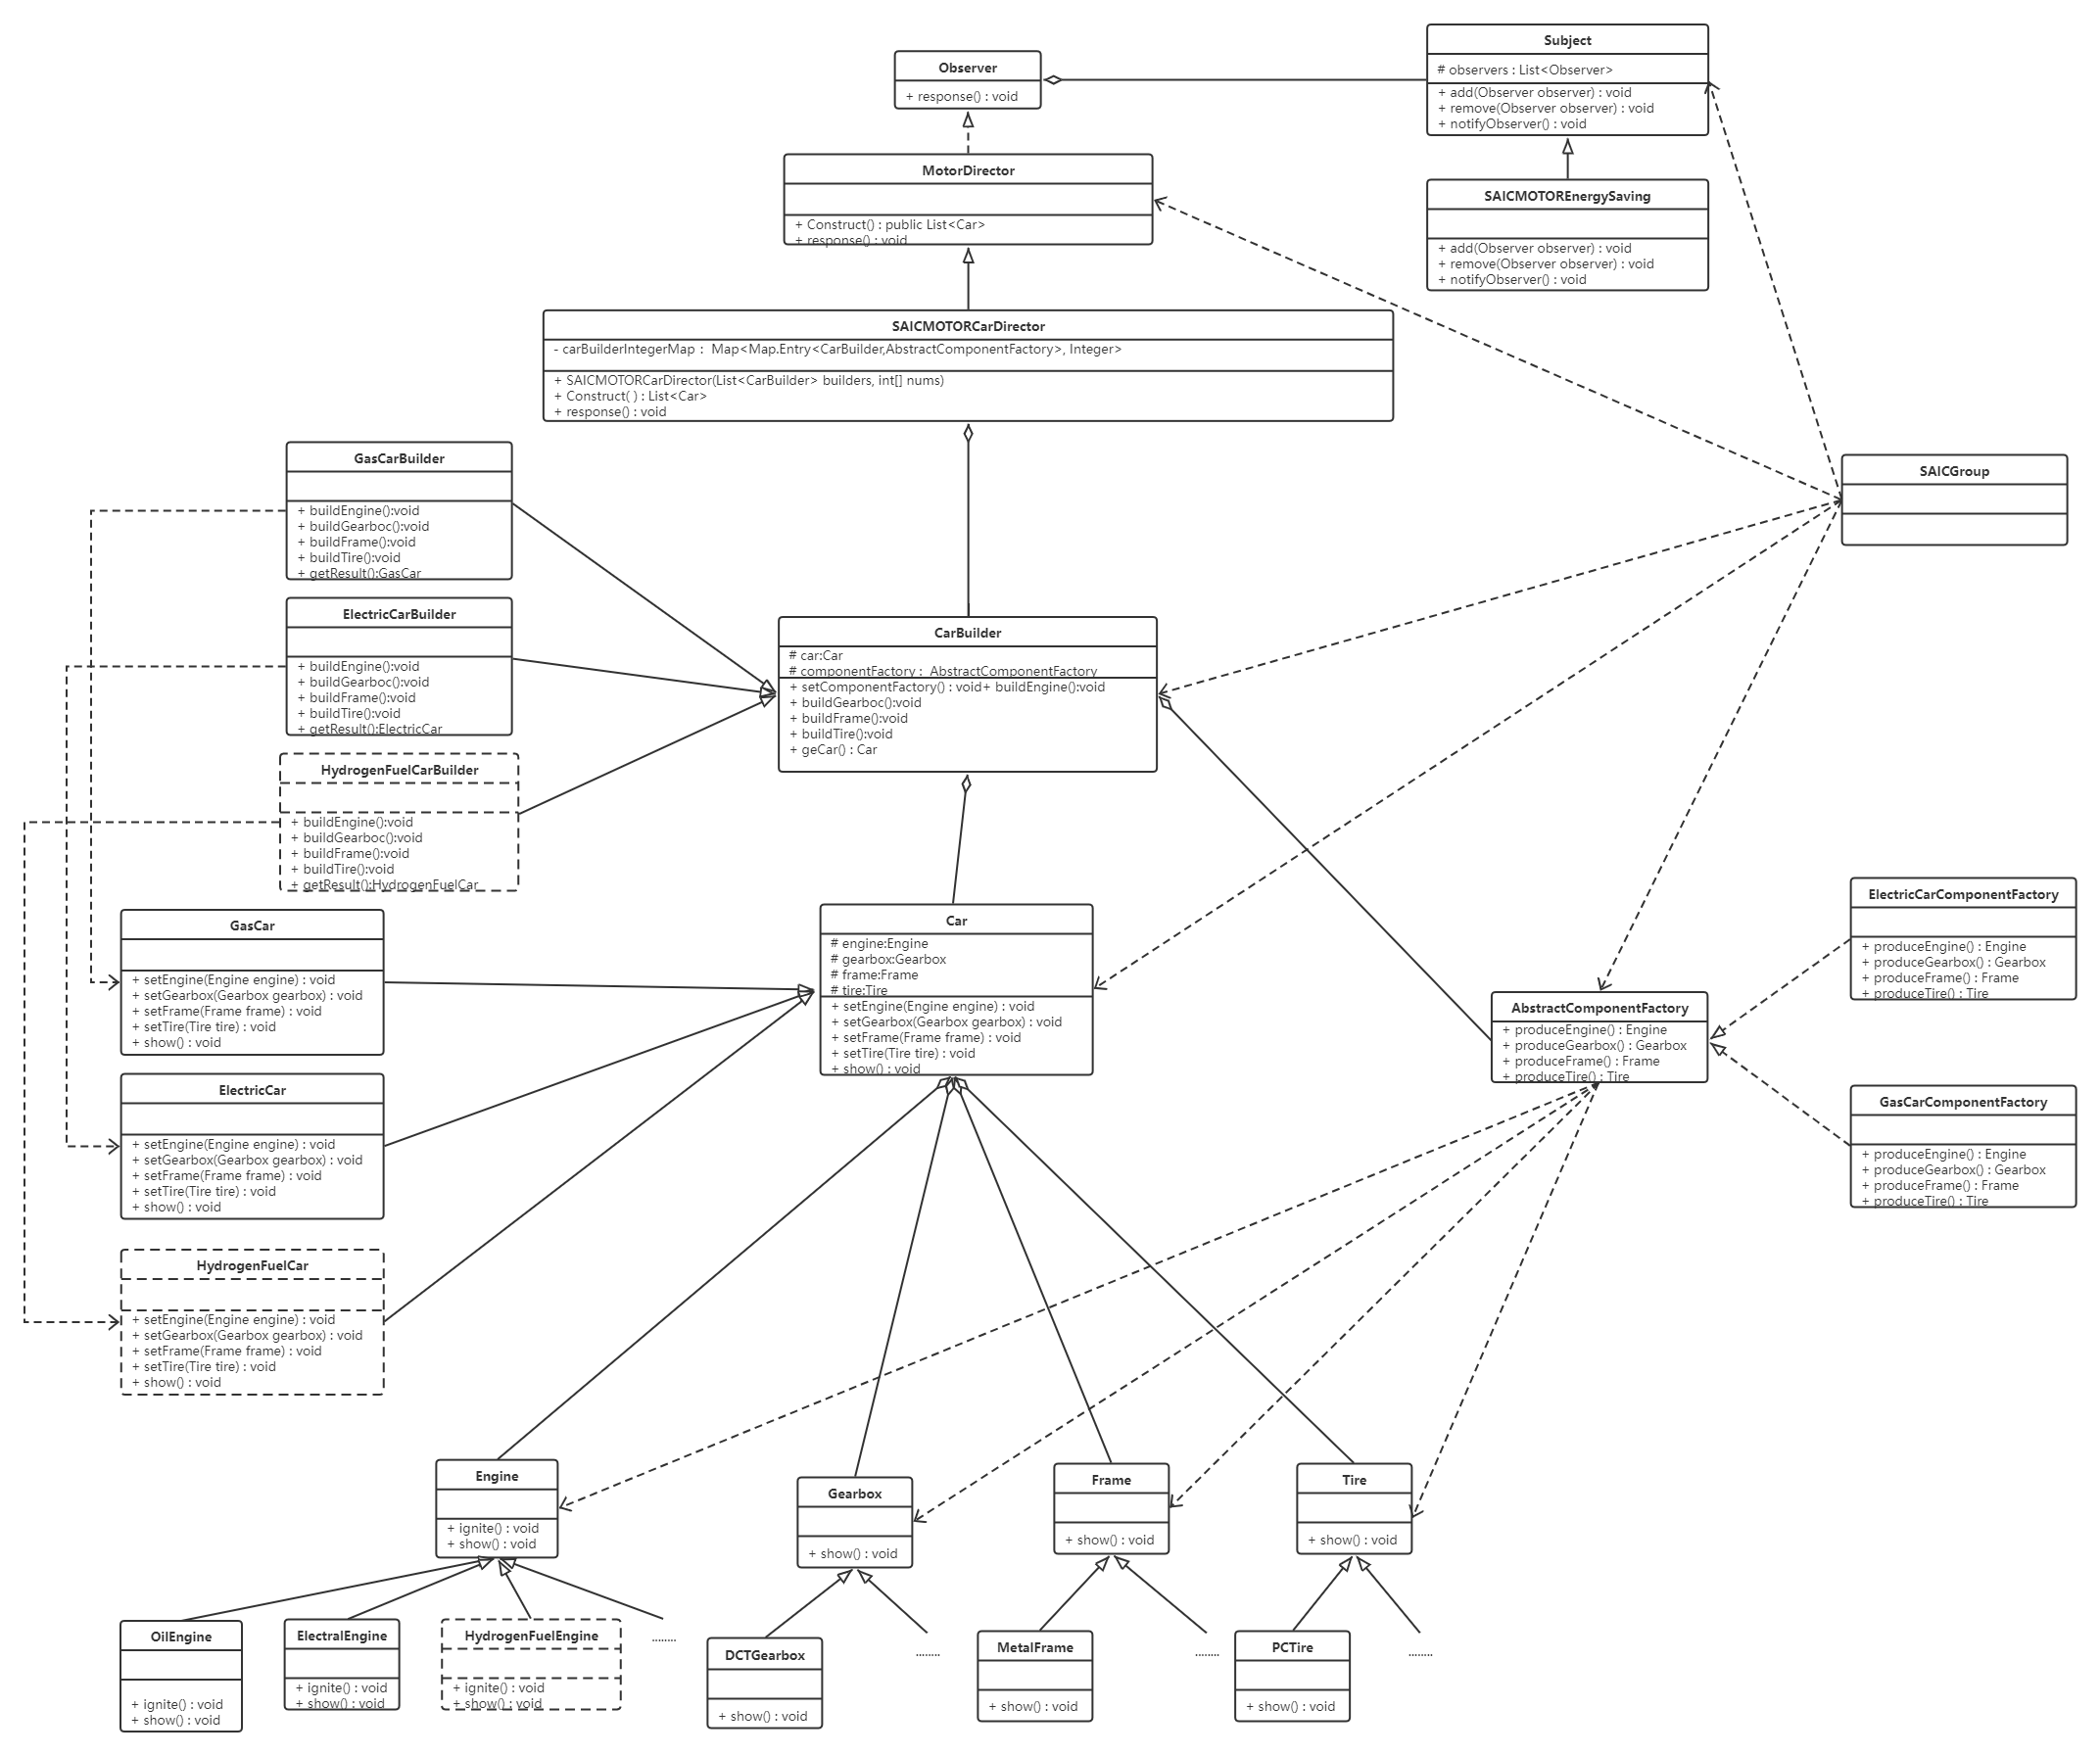 Subject
# observers : List<Observer>
+ add(Observer observer) : void
+ remove(Observer observer) : void
+ notifyObserver() : void
Observer
+ response() : void
MotorDirector
+ Construct() : public List<Car>
+ response() : void
SAICMOTOREnergySaving
+ add(Observer observer) : void
+ remove(Observer observer) : void
+ notifyObserver() : void
SAICMOTORCarDirector
- carBuilderIntegerMap :  Map<Map.Entry<CarBuilder,AbstractComponentFactory>, Integer>
+ SAICMOTORCarDirector(List<CarBuilder> builders, int[] nums)
+ Construct( ) : List<Car>
+ response() : void
GasCarBuilder
+ buildEngine():void
+ buildGearboc():void
+ buildFrame():void
+ buildTire():void
+ getResult():GasCar
SAICGroup
ElectricCarBuilder
+ buildEngine():void
+ buildGearboc():void
+ buildFrame():void
+ buildTire():void
+ getResult():ElectricCar
CarBuilder
# car:Car
# componentFactory :  AbstractComponentFactory
+ setComponentFactory() : void+ buildEngine():void
+ buildGearboc():void
+ buildFrame():void
+ buildTire():void
+ geCar() : Car
HydrogenFuelCarBuilder
+ buildEngine():void
+ buildGearboc():void
+ buildFrame():void
+ buildTire():void
+ getResult():HydrogenFuelCar
GasCar
+ setEngine(Engine engine) : void
+ setGearbox(Gearbox gearbox) : void
+ setFrame(Frame frame) : void
+ setTire(Tire tire) : void
+ show() : void
Car
# engine:Engine
# gearbox:Gearbox
# frame:Frame
# tire:Tire
+ setEngine(Engine engine) : void
+ setGearbox(Gearbox gearbox) : void
+ setFrame(Frame frame) : void
+ setTire(Tire tire) : void
+ show() : void
ElectricCarComponentFactory
+ produceEngine() : Engine
+ produceGearbox() : Gearbox
+ produceFrame() : Frame
+ produceTire() : Tire
AbstractComponentFactory
+ produceEngine() : Engine
+ produceGearbox() : Gearbox
+ produceFrame() : Frame
+ produceTire() : Tire
ElectricCar
+ setEngine(Engine engine) : void
+ setGearbox(Gearbox gearbox) : void
+ setFrame(Frame frame) : void
+ setTire(Tire tire) : void
+ show() : void
GasCarComponentFactory
+ produceEngine() : Engine
+ produceGearbox() : Gearbox
+ produceFrame() : Frame
+ produceTire() : Tire
HydrogenFuelCar
+ setEngine(Engine engine) : void
+ setGearbox(Gearbox gearbox) : void
+ setFrame(Frame frame) : void
+ setTire(Tire tire) : void
+ show() : void
Engine
+ ignite() : void
+ show() : void
Gearbox
+ show() : void
Frame
+ show() : void
Tire
+ show() : void
OilEngine
+ ignite() : void
+ show() : void
ElectralEngine
+ ignite() : void
+ show() : void
HydrogenFuelEngine
+ ignite() : void
+ show() : void
........
DCTGearbox
+ show() : void
........
MetalFrame
+ show() : void
........
PCTire
+ show() : void
........